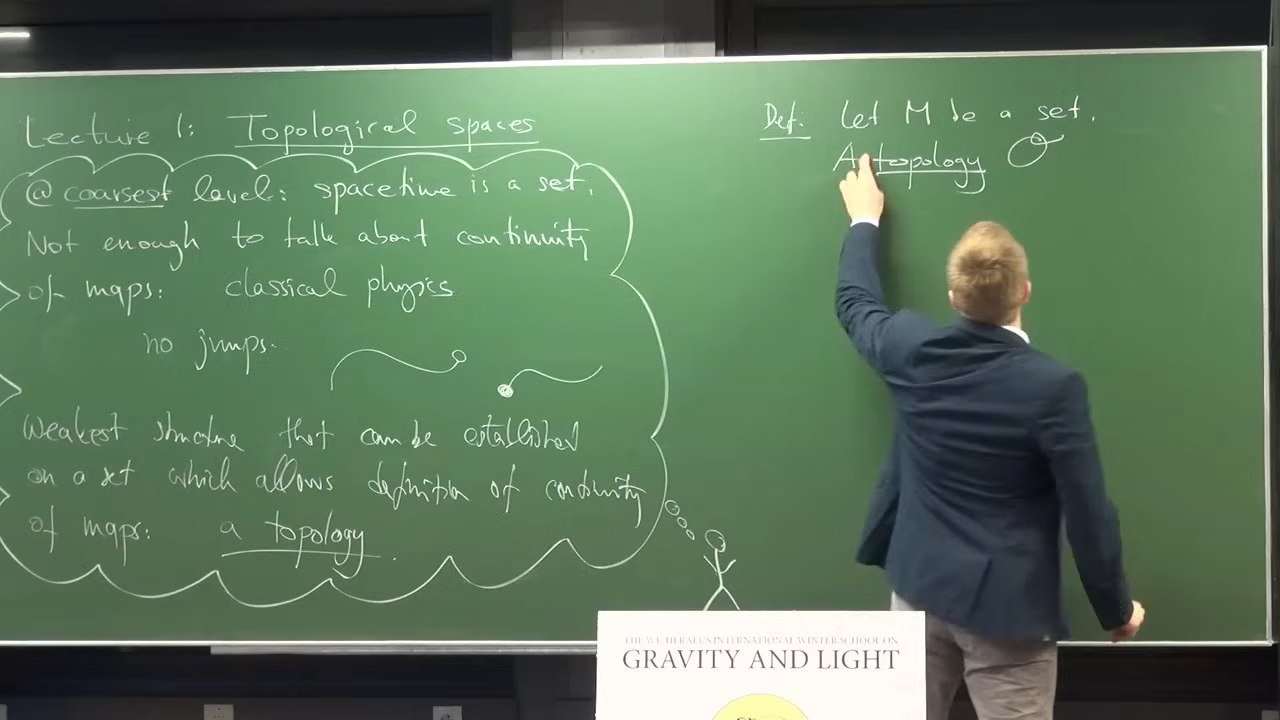 Lecture 1: Topological spaces
@ coarsest level: spacetime is a set.
Not enough to talk about continuity
of maps: classical physics
no jumps.
Weakest structure that can be established
on a set which allows definition of continuity
of maps: a topology.
Def: Let M be a set.
A topology O
THE WE-HERAEUS INTERNATIONAL WINTER SCHOOL ON
GRAVITY AND LIGHT